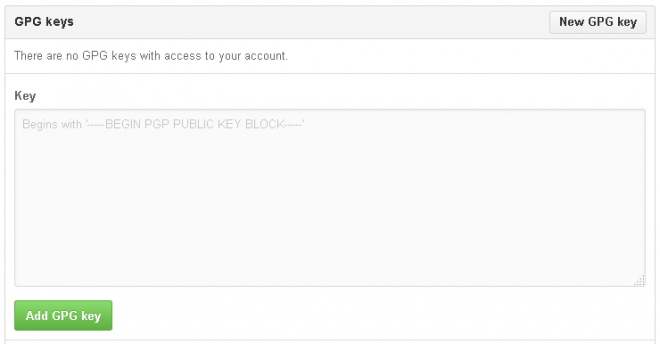 GPG keys
New GPG key
There are no GPG keys with access to your account.
Key
Begins with '-----BEGIN PGP PUBLIC KEY BLOCK-----'
Add GPG key